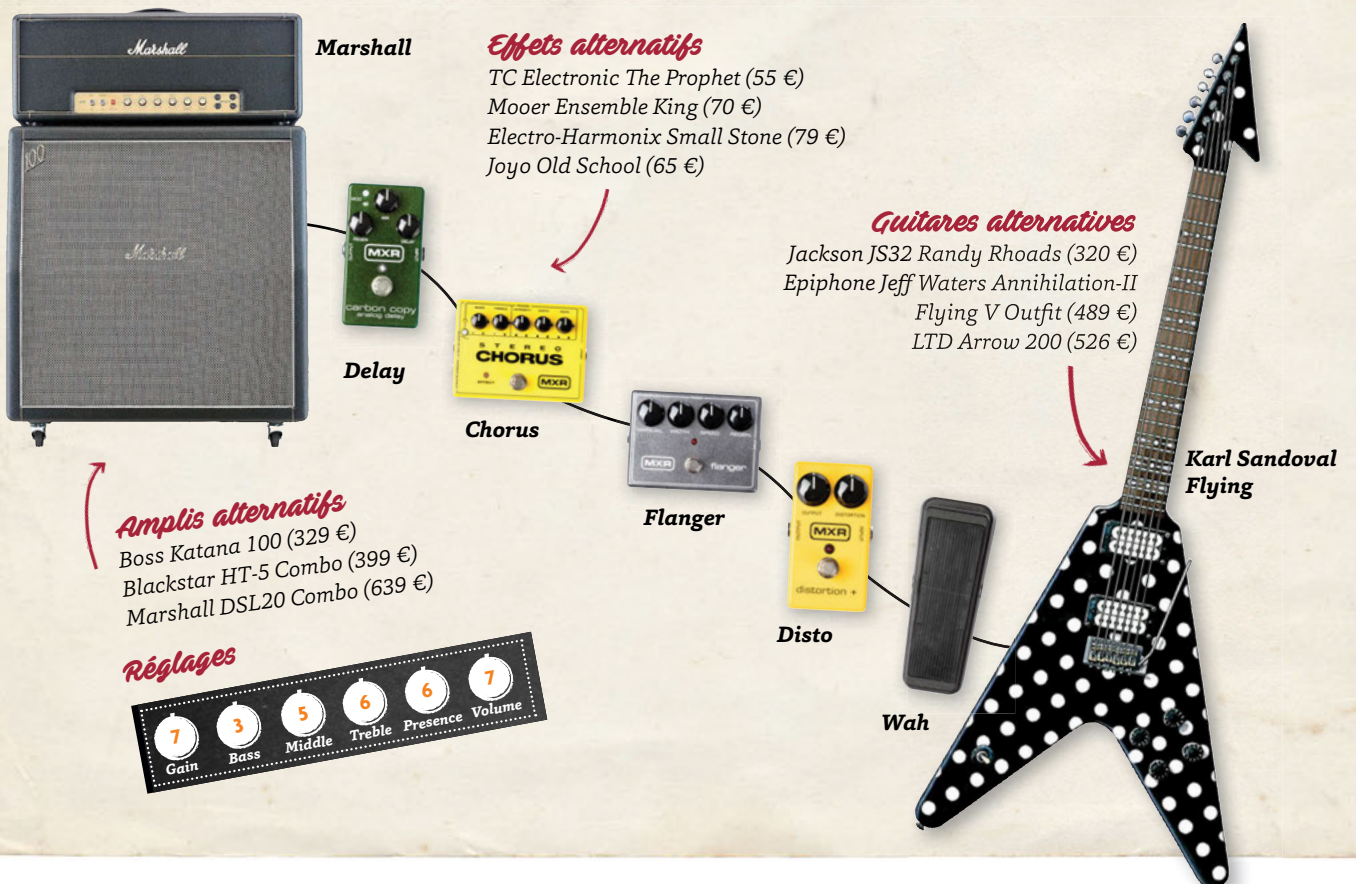 Marshall
Marshall
100
Marshall
Effets alternatifs
TC Electronic The Prophet (55 €)
Mooer Ensemble King (70 €)
Electro-Harmonix Small Stone (79 €)
Joyo Old School (65 €)
Guitares alternatives
Jackson JS32 Randy Rhoads (320 €)
Epiphone Jeff Waters Annihilation-II
Flying V Outfit (489 €)
LTD Arrow 200 (526 €)
MXR
carbon copy
analog delay
Delay
STEREO
CHORUS
MXR
Chorus
MXR
flanger
Flanger
OUTPUT DISTORTION
MXR
distortion +
Disto
Wah
Karl Sandoval
Flying
Amplis alternatifs
Boss Katana 100 (329 €)
Blackstar HT-5 Combo (399 €)
Marshall DSL20 Combo (639 €)
Réglages
7 3 5 6 6 7
Gain Bass Middle Treble Presence Volume